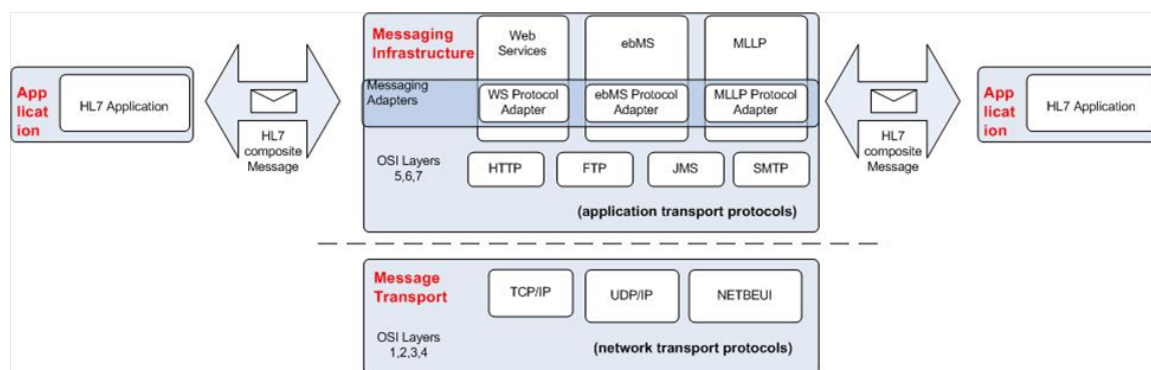 App
licat
ion
HL7 Application
HL7
composite
Message
Messaging
Infrastructure
Web
Services
ebMS
MLLP
Messaging
Adapters
WS Protocol
Adapter
ebMS Protocol
Adapter
MLLP Protocol
Adapter
OSI Layers
5,6,7
HTTP
FTP
JMS
SMTP
(application transport protocols)
HL7
composite
Message
App
licat
ion
HL7 Application
Message
Transport
TCP/IP
UDP/IP
NETBEUI
OSI Layers
1,2,3,4
(network transport protocols)